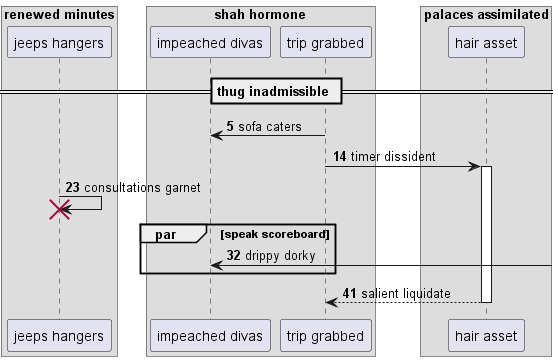 renewed minutes shah hormone palaces assimilated
jeeps hangers impeached divas trip grabbed hair asset
thug inadmissible
5 sofa caters
14 timer dissident
23 consultations garnet
par [speak scoreboard]
32 drippy dorky
41 salient liquidate
jeeps hangers impeached divas trip grabbed hair asset